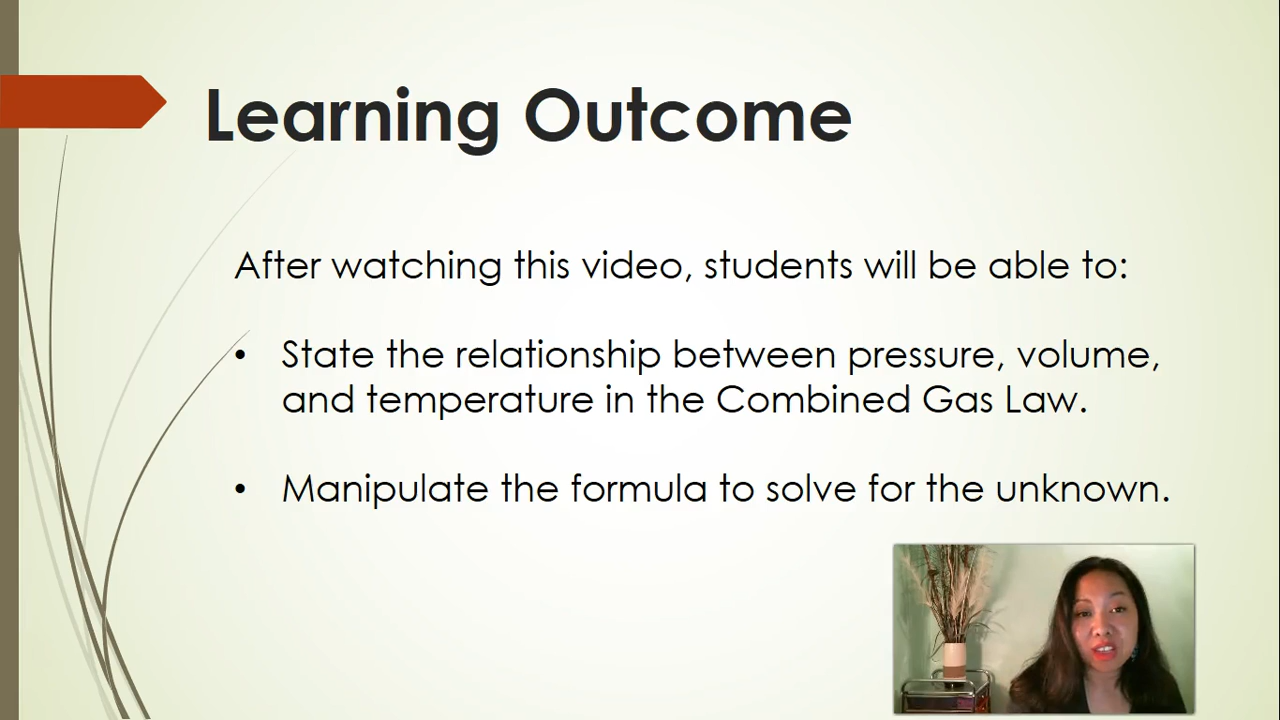 Learning Outcome
After watching this video, students will be able to:
• State the relationship between pressure, volume,
and temperature in the Combined Gas Law.
• Manipulate the formula to solve for the unknown.